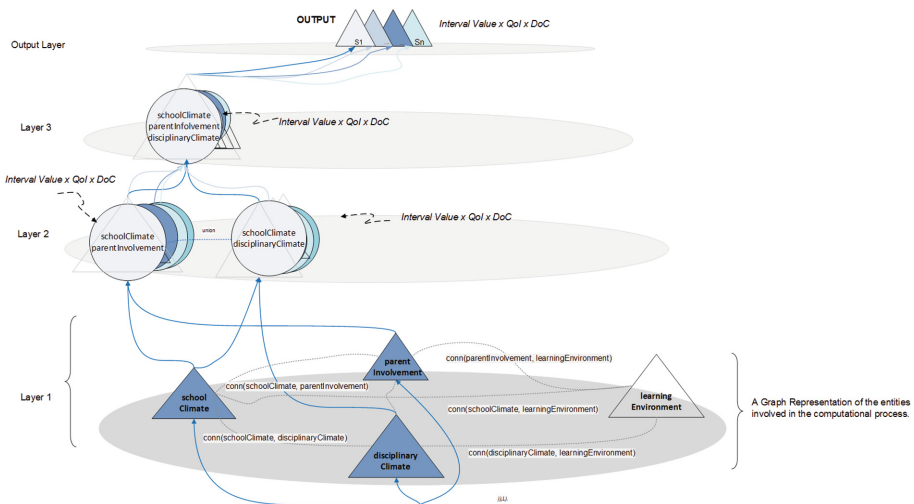 OUTPUT
Interval Value x QoI x DoC
S1
Sn
Output Layer
schoolClimate
parentInfolvement
disciplinaryClimate
Interval Value x QoI x DoC
Layer 3
Interval Value x QoI x DoC
schoolClimate
parentInvolvement
union
schoolClimate
disciplinaryClimate
Interval Value x QoI x DoC
Layer 2
parent
Involvement
conn(parentInvolvement, learningEnvironment)
conn(schoolClimate, parentInvolvement)
school
Climate
learning
Environment
Layer 1
conn(schoolClimate, learningEnvironment)
A Graph Representation of the entities
involved in the computational process.
conn(schoolClimate, disciplinaryClimate)
disciplinary
Climate
conn(disciplinaryClimate, learningEnvironment)